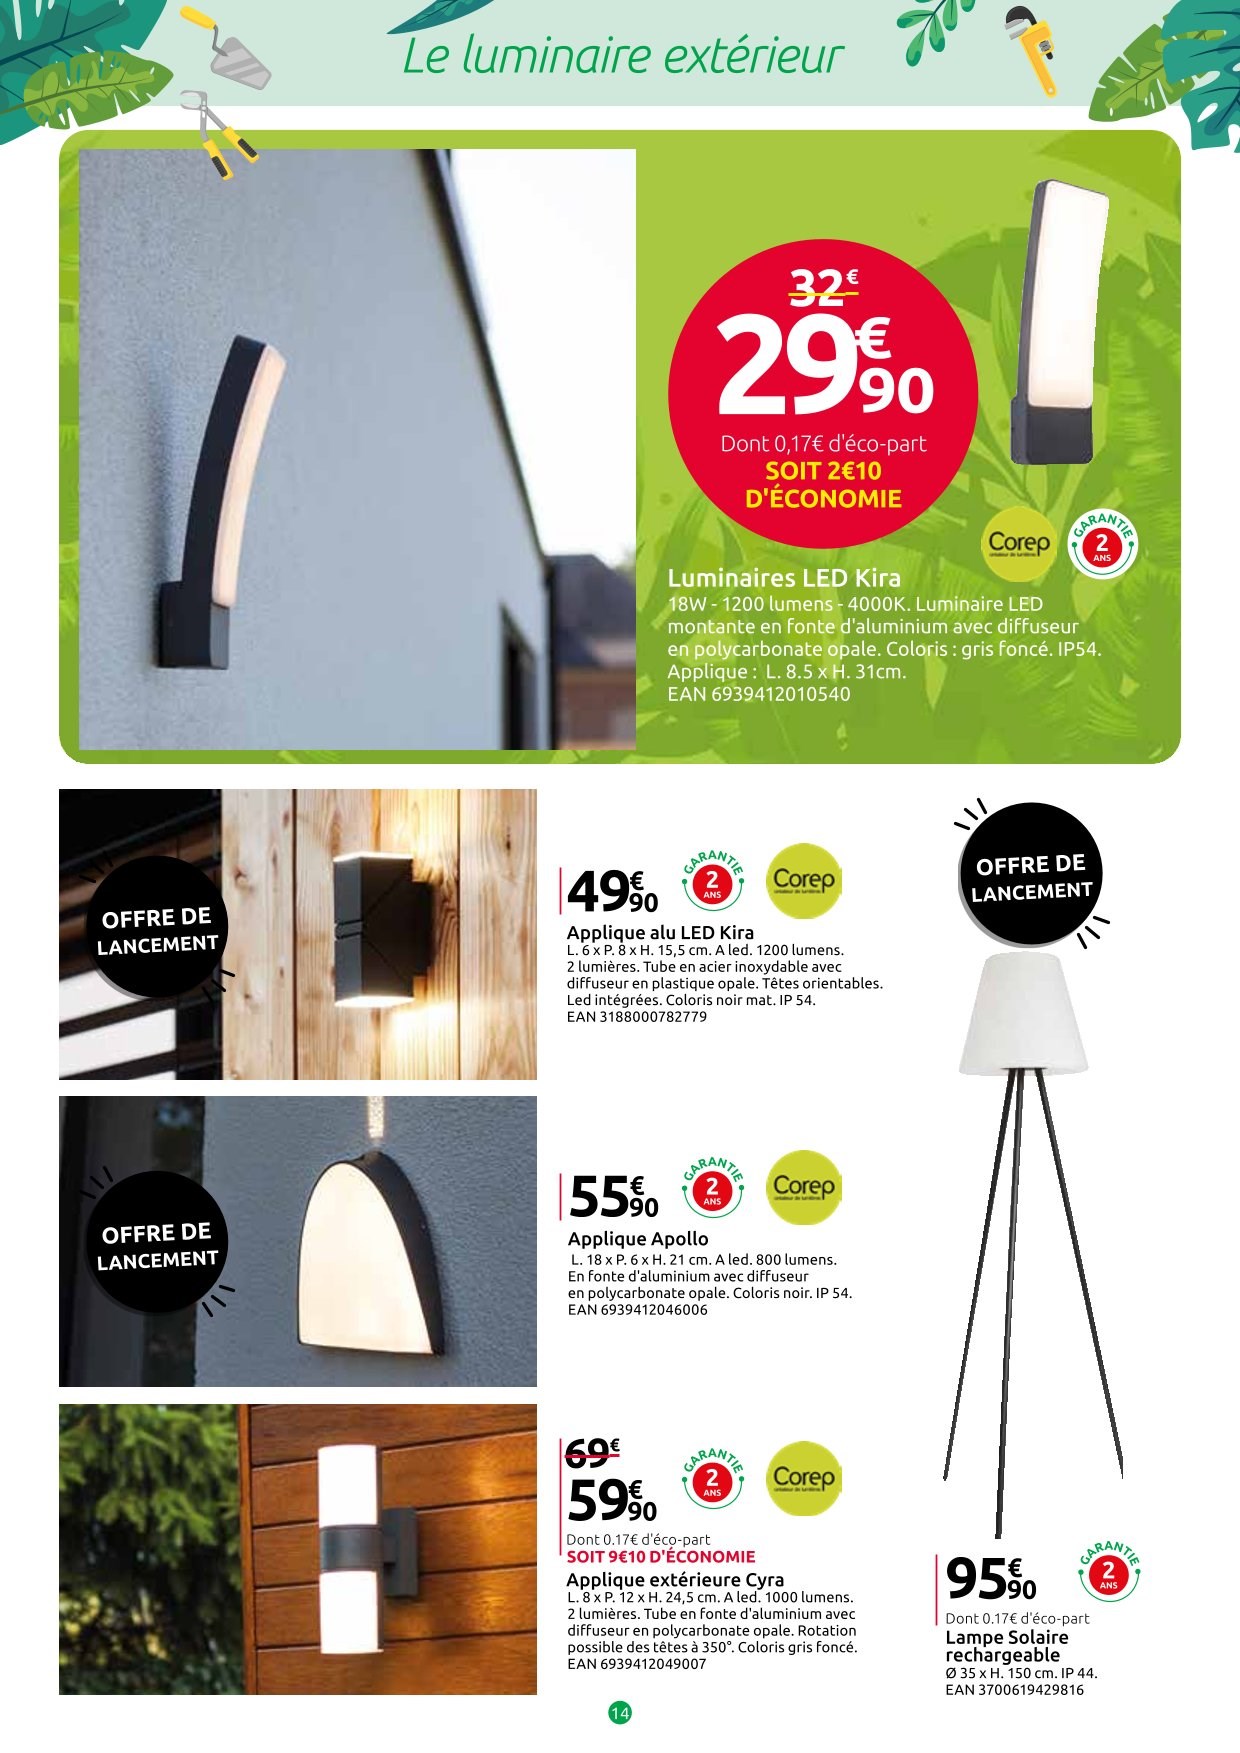 Le luminaire extérieur
32€
29€90
Dont 0,17€ d'éco-part
SOIT 2€10
D'ÉCONOMIE
Corep
GARANTIE
2
ANS
Luminaires LED Kira
18W - 1200 lumens - 4000K. Luminaire LED
montante en fonte d'aluminium avec diffuseur
en polycarbonate opale. Coloris : gris foncé. IP54.
Applique : L. 8.5 x H. 31cm.
EAN 6939412010540
OFFRE DE
LANCEMENT
49€90
GARANTIE
2
ANS
Corep
Applique alu LED Kira
L. 6 x P. 8 x H. 15,5 cm. A led. 1200 lumens.
2 lumières. Tube en acier inoxydable avec
diffuseur en plastique opale. Têtes orientables.
Led intégrées. Coloris noir mat. IP 54.
EAN 3188000782779
OFFRE DE
LANCEMENT
55€90
GARANTIE
2
ANS
Corep
Applique Apollo
L. 18 x P. 6 x H. 21 cm. A led. 800 lumens.
En fonte d'aluminium avec diffuseur
en polycarbonate opale. Coloris noir. IP 54.
EAN 6939412046006
69€
59€90
GARANTIE
2
ANS
Corep
Dont 0.17€ d'éco-part
SOIT 9€10 D'ÉCONOMIE
Applique extérieure Cyra
L. 8 x P. 12 x H. 24,5 cm. A led. 1000 lumens.
2 lumières. Tube en fonte d'aluminium avec
diffuseur en polycarbonate opale. Rotation
possible des têtes à 350°. Coloris gris foncé.
EAN 6939412049007
OFFRE DE
LANCEMENT
95€90
GARANTIE
2
ANS
Dont 0.17€ d'éco-part
Lampe Solaire
rechargeable
Ø 35 x H. 150 cm. IP 44.
EAN 3700619429816
14